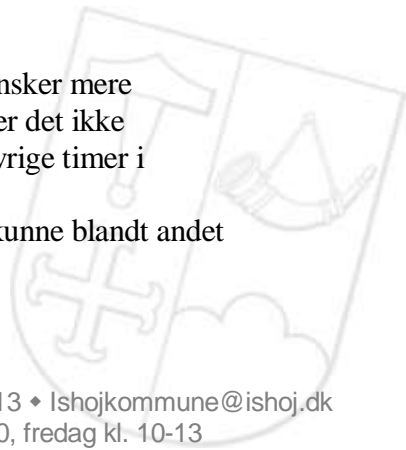 nsker mere
er det ikke
vrige timer i
kunne blandt andet
13 ◆ Ishojkommune@ishoj.dk
0, fredag kl. 10-13